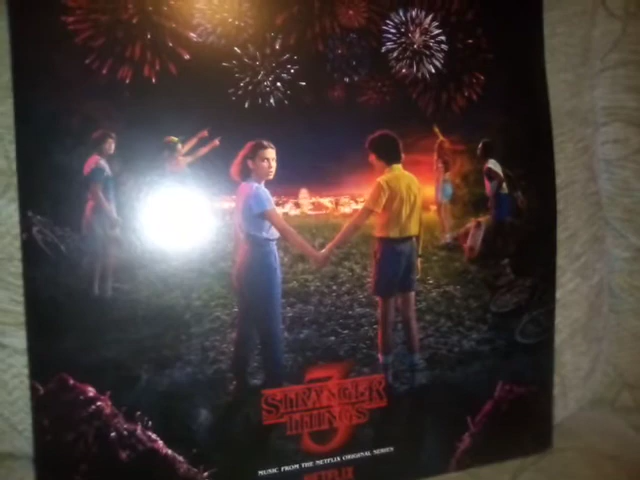 STRANGER
THINGS
3
MUSIC FROM THE NETFLIX ORIGINAL SERIES
NETFLIX